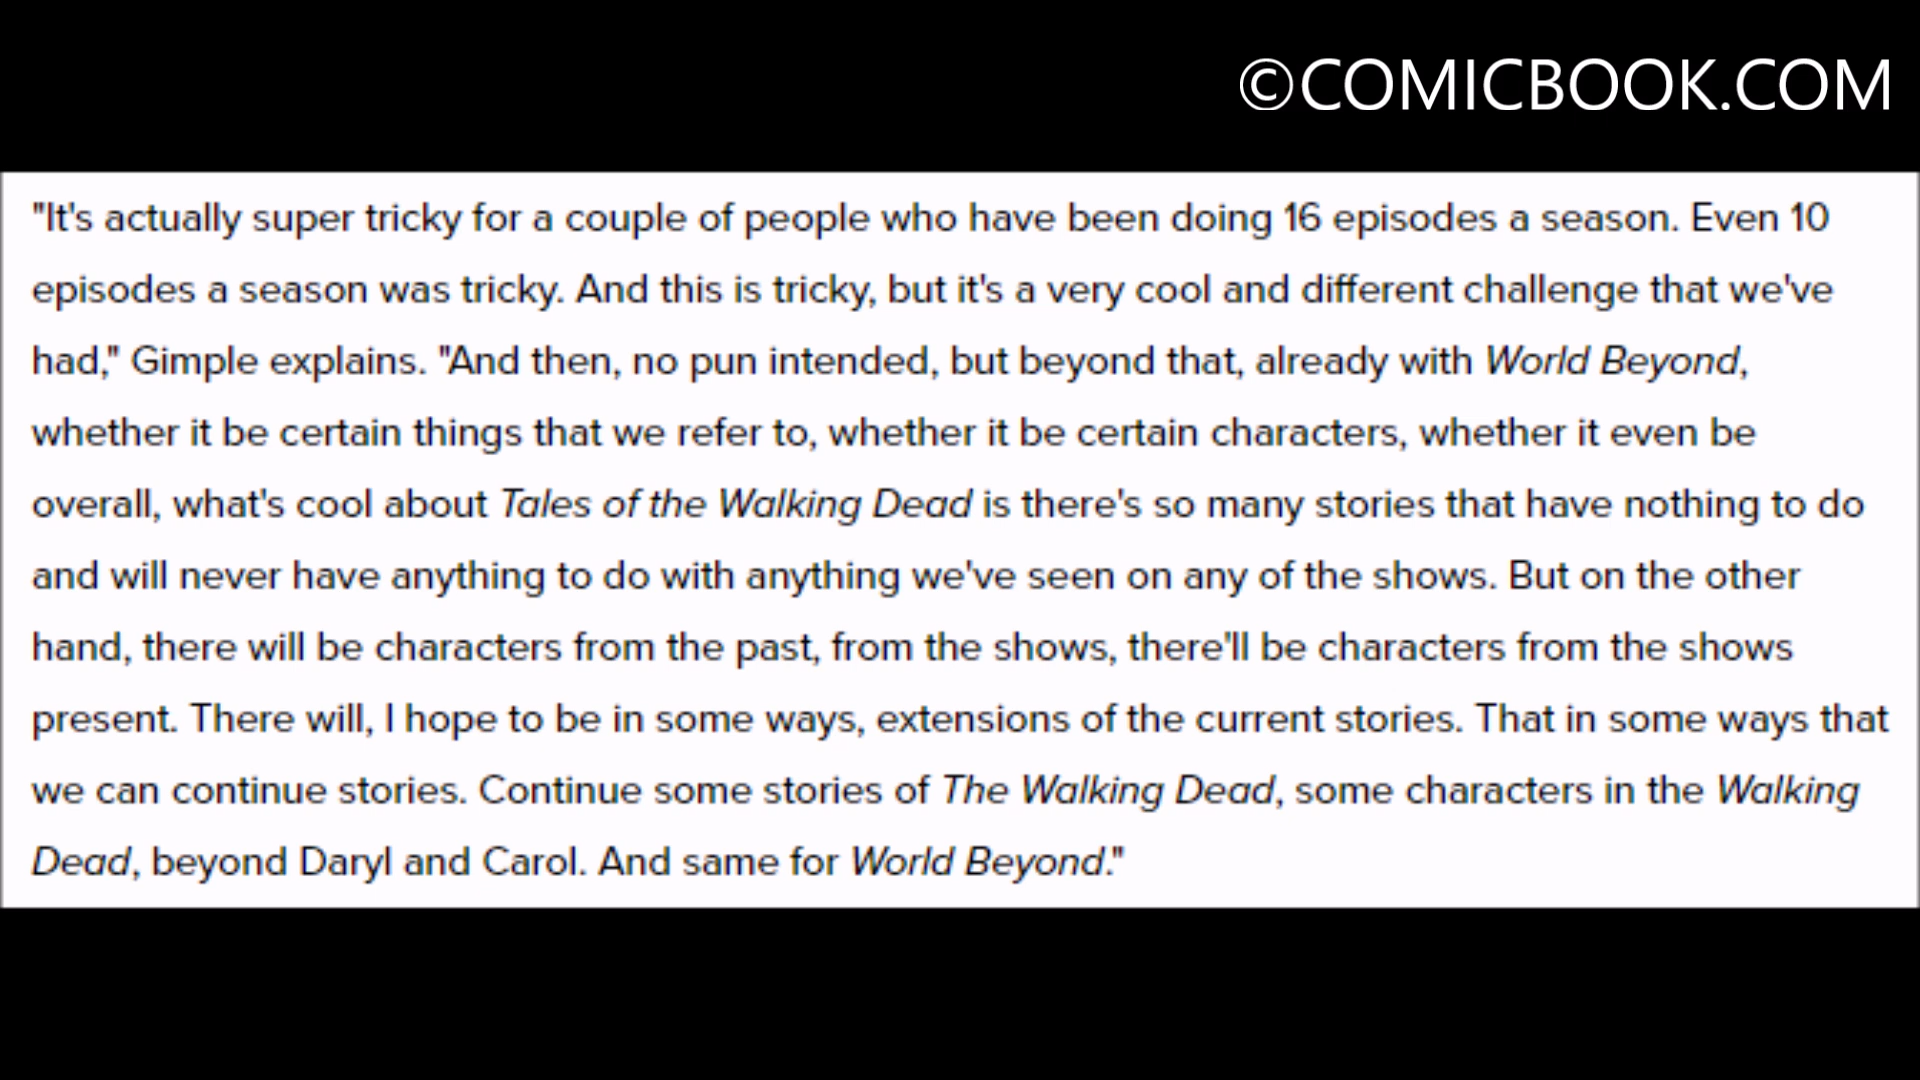 ©COMICBOOK.COM
"It's actually super tricky for a couple of people who have been doing 16 episodes a season. Even 10
episodes a season was tricky. And this is tricky, but it's a very cool and different challenge that we've
had," Gimple explains. "And then, no pun intended, but beyond that, already with World Beyond,
whether it be certain things that we refer to, whether it be certain characters, whether it even be
overall, what's cool about Tales of the Walking Dead is there's so many stories that have nothing to do
and will never have anything to do with anything we've seen on any of the shows. But on the other
hand, there will be characters from the past, from the shows, there'll be characters from the shows
present. There will, I hope to be in some ways, extensions of the current stories. That in some ways that
we can continue stories. Continue some stories of The Walking Dead, some characters in the Walking
Dead, beyond Daryl and Carol. And same for World Beyond."